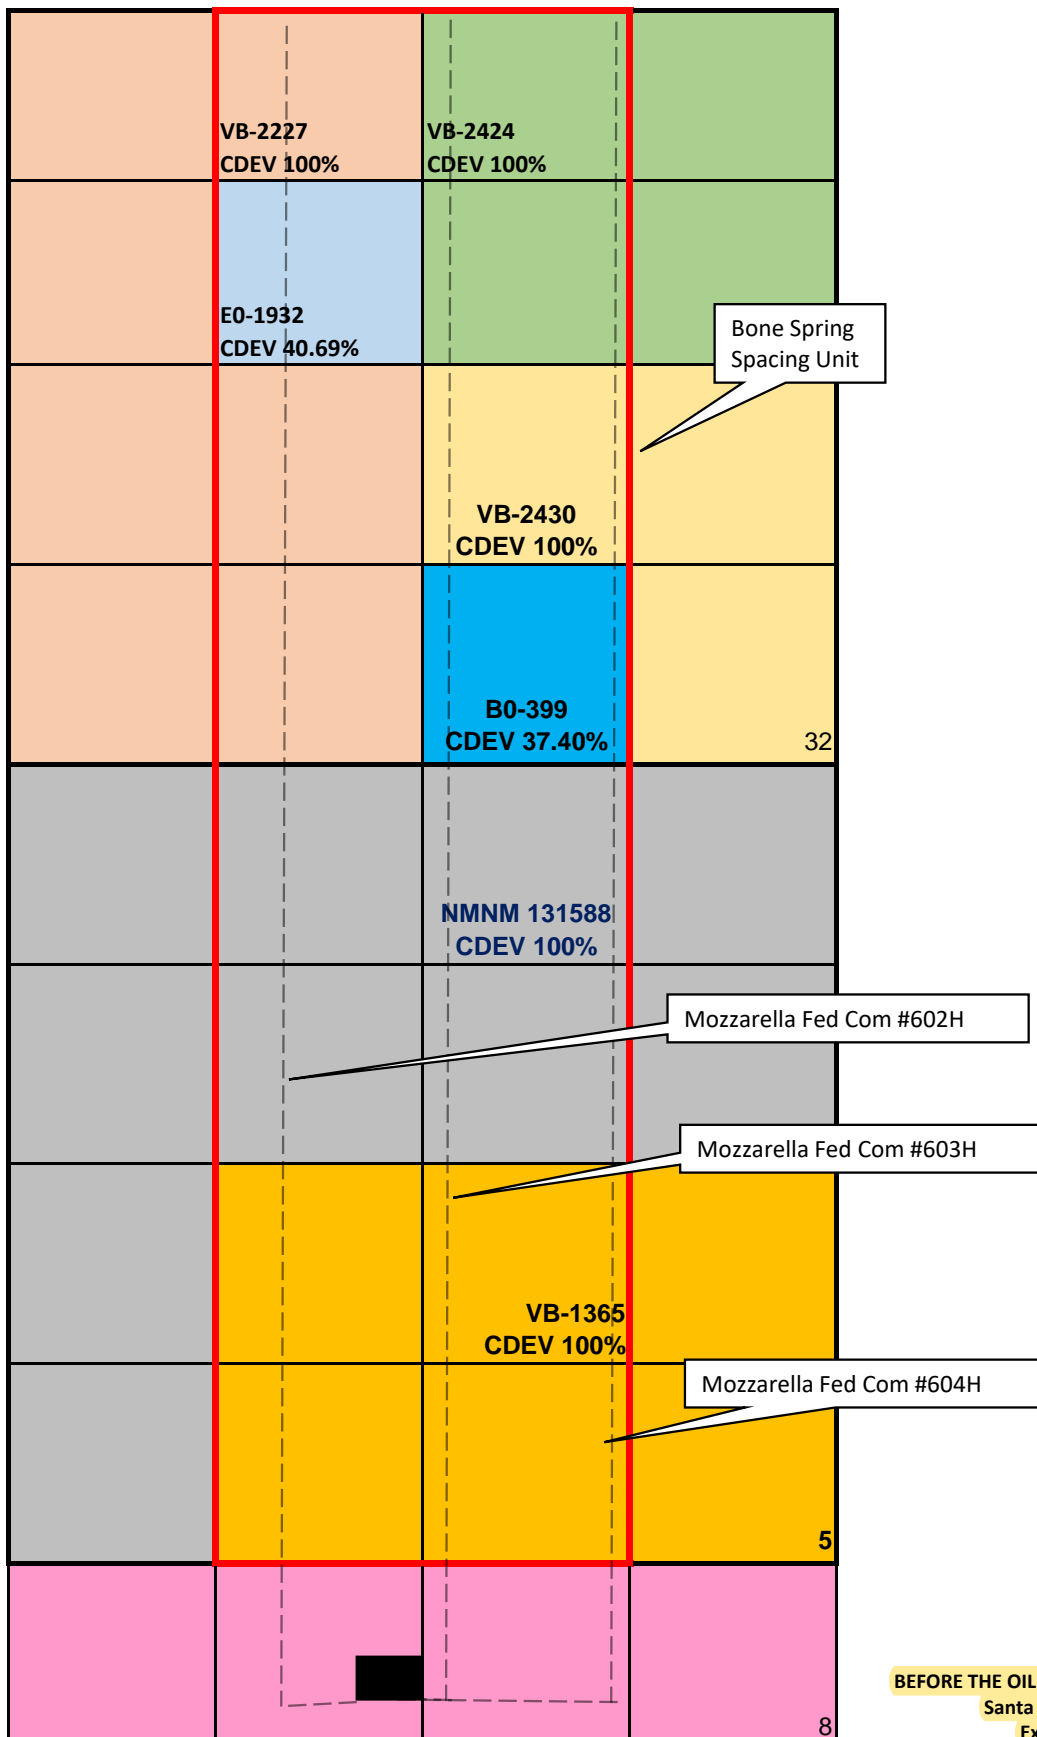 VB-2227
CDEV 100%
VB-2424
CDEV 100%
E0-1932
CDEV 40.69%
Bone Spring
Spacing Unit
VB-2430
CDEV 100%
B0-399
CDEV 37.40%
32
NMNM 131588
CDEV 100%
Mozzarella Fed Com #602H
Mozzarella Fed Com #603H
VB-1365
CDEV 100%
Mozzarella Fed Com #604H
5
BEFORE THE OIL
Santa
Ex
8